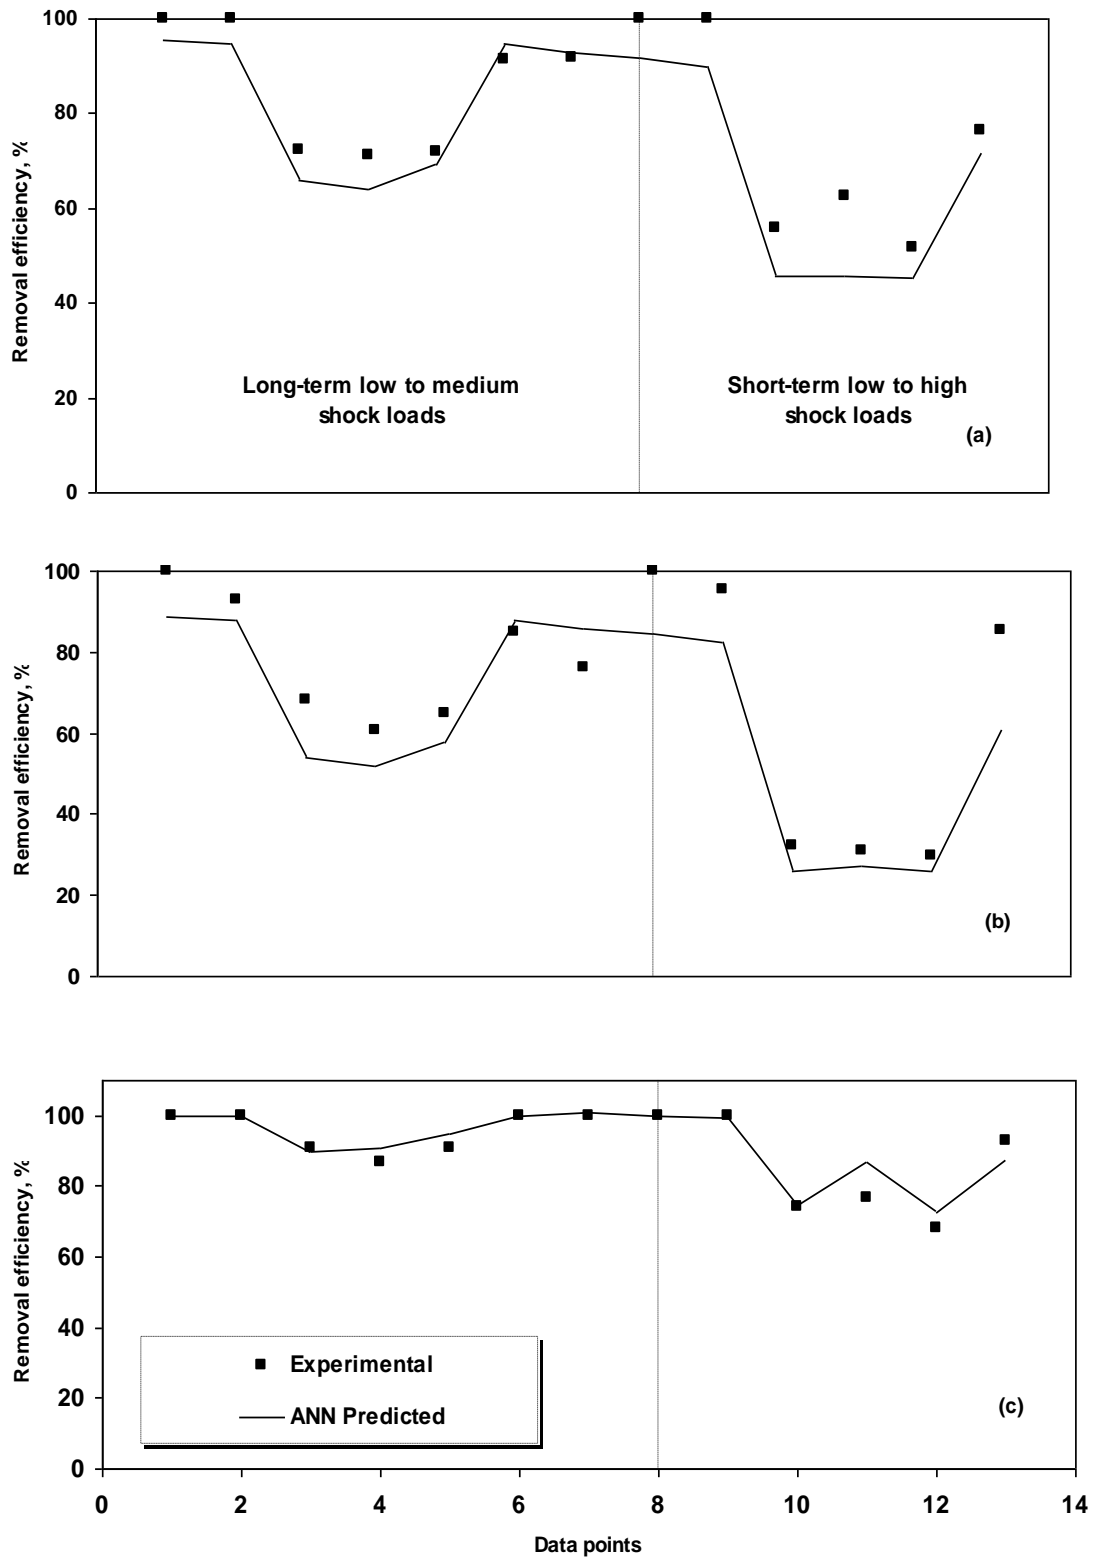 100
80
60
40
20
0
Removal efficiency, %
Long-term low to medium
shock loads
Short-term low to high
shock loads
(a)
100
80
60
40
20
0
Removal efficiency, %
(b)
100
80
60
40
20
0
Removal efficiency, %
Experimental
ANN Predicted
(c)
0 2 4 6 8 10 12 14
Data points